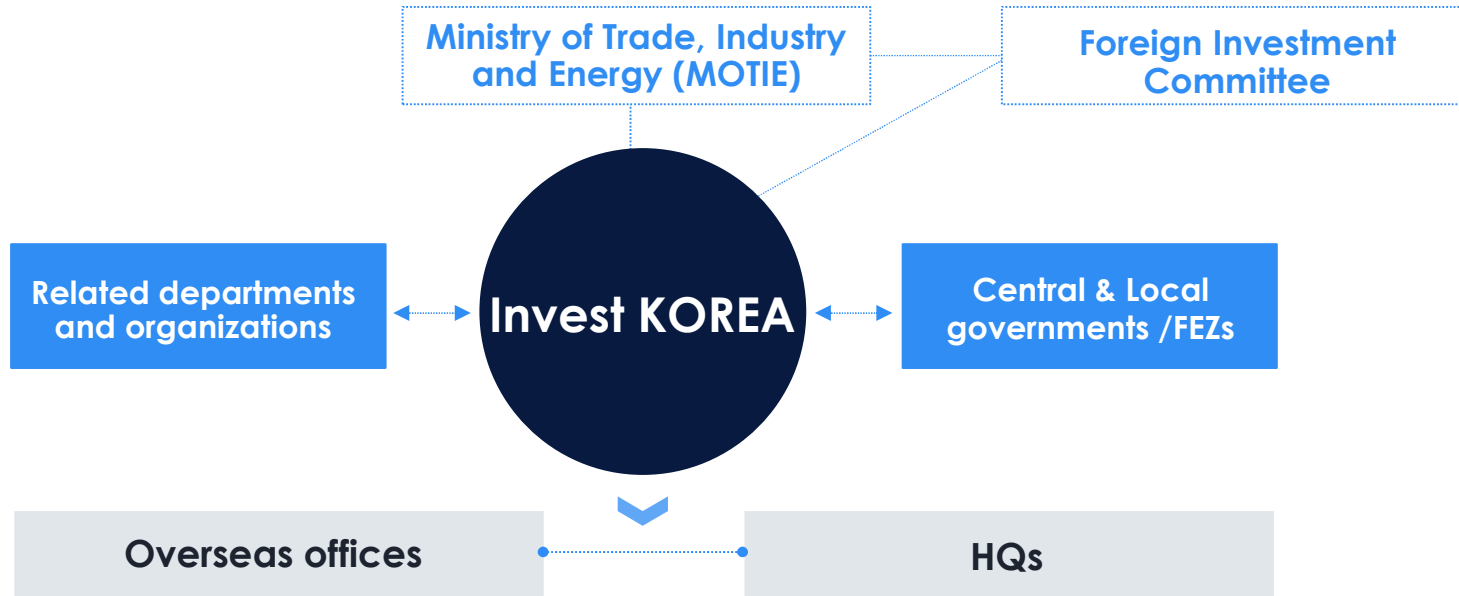 Ministry of Trade, Industry
and Energy (MOTIE)
Foreign Investment
Committee
Related departments
and organizations
Invest KOREA
Central & Local
governments /FEZs
Overseas offices
HQs